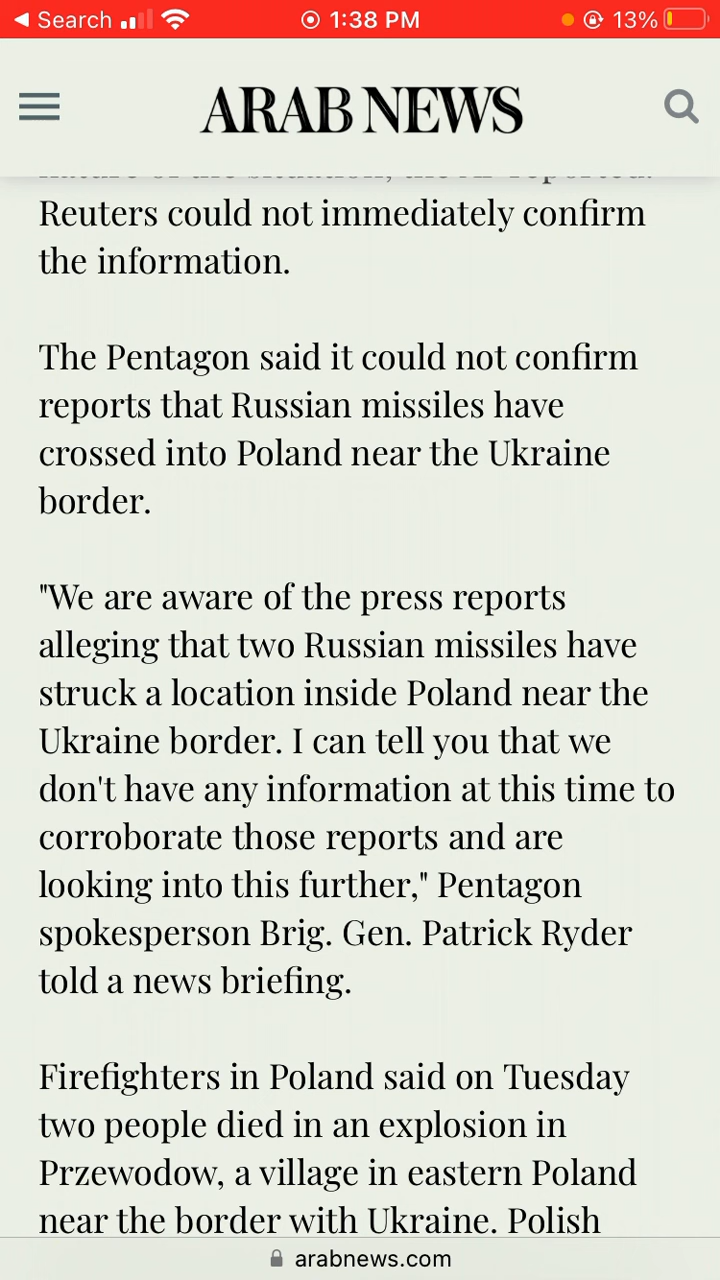 Search
1:38 PM
13%
ARAB NEWS
Reuters could not immediately confirm
the information.
The Pentagon said it could not confirm
reports that Russian missiles have
crossed into Poland near the Ukraine
border.
"We are aware of the press reports
alleging that two Russian missiles have
struck a location inside Poland near the
Ukraine border. I can tell you that we
don't have any information at this time to
corroborate those reports and are
looking into this further," Pentagon
spokesperson Brig. Gen. Patrick Ryder
told a news briefing.
Firefighters in Poland said on Tuesday
two people died in an explosion in
Przewodow, a village in eastern Poland
near the border with Ukraine. Polish
arabnews.com